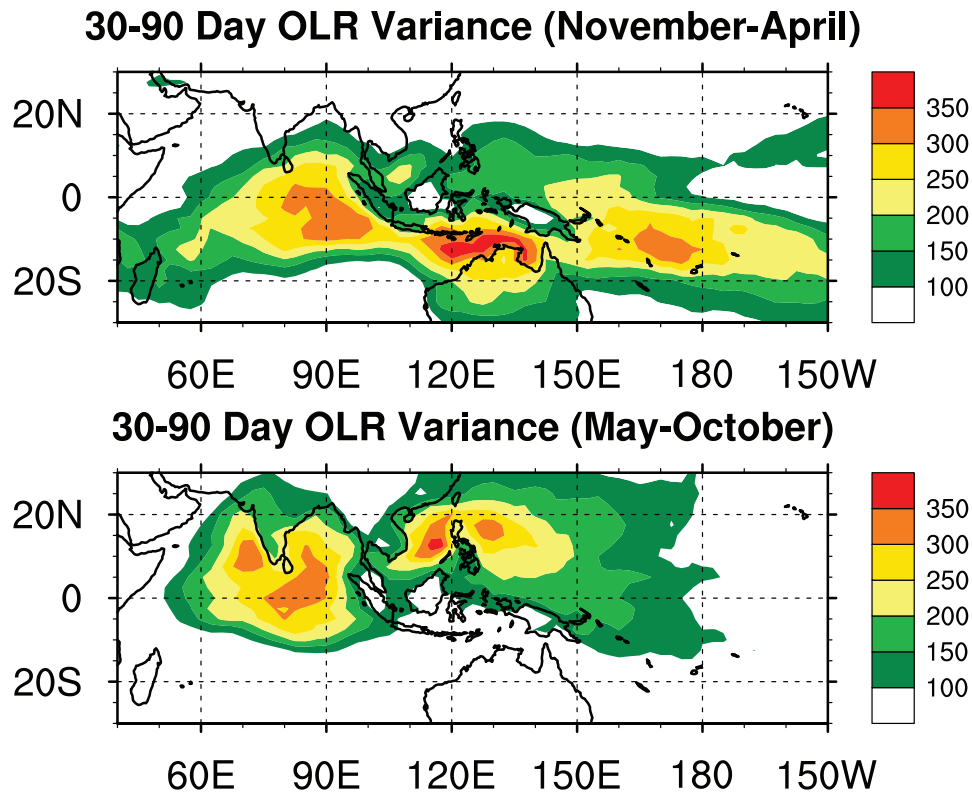 30-90 Day OLR Variance (November-April)
20N
0
20S
60E 90E 120E 150E 180 150W
350
300
250
200
150
100
30-90 Day OLR Variance (May-October)
20N
0
20S
60E 90E 120E 150E 180 150W
350
300
250
200
150
100